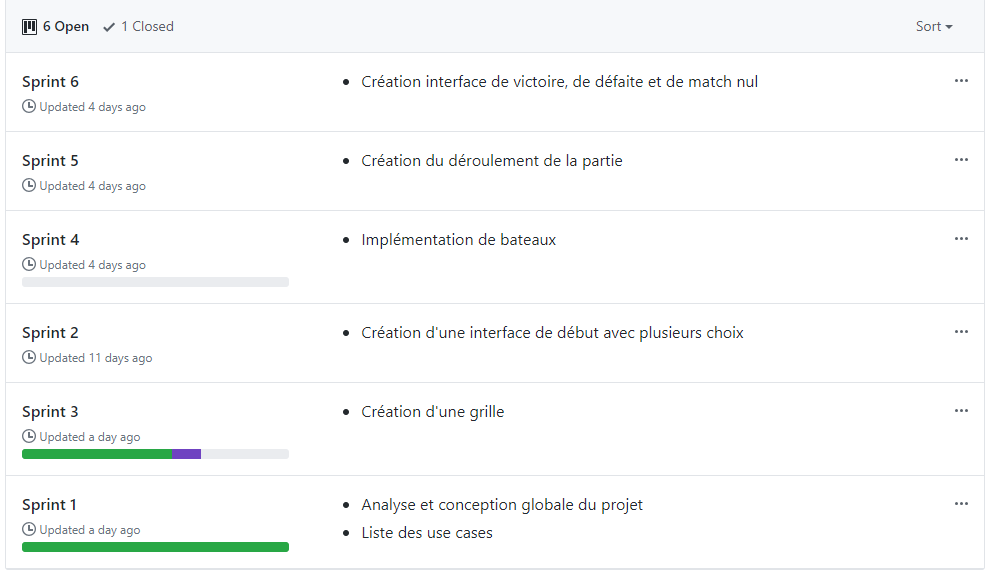 6 Open 1 Closed Sort
Sprint 6
Création interface de victoire, de défaite et de match nul
Updated 4 days ago
Sprint 5
Création du déroulement de la partie
Updated 4 days ago
Sprint 4
Implémentation de bateaux
Updated 4 days ago
Sprint 2
Création d'une interface de début avec plusieurs choix
Updated 11 days ago
Sprint 3
Création d'une grille
Updated a day ago
Sprint 1
Analyse et conception globale du projet
Updated a day ago
Liste des use cases